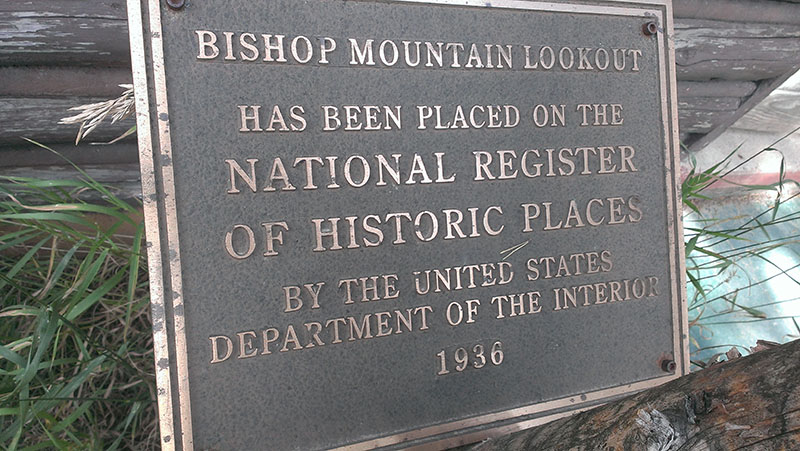 BISHOP MOUNTAIN LOOKOUT
HAS BEEN PLACED ON THE
NATIONAL REGISTER
OF HISTORIC PLACES
BY THE UNITED STATES
DEPARTMENT OF THE INTERIOR
1936